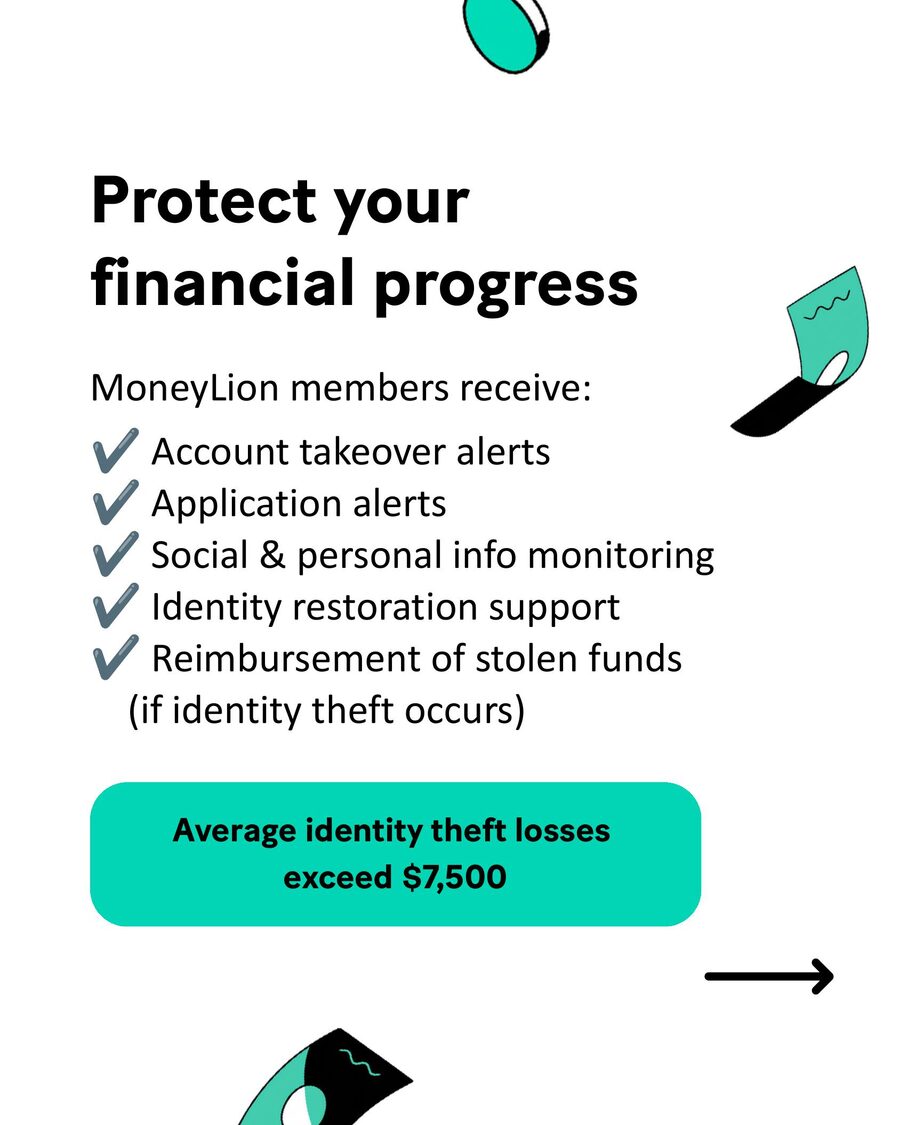 Protect your
financial progress
MoneyLion members receive:
✔ Account takeover alerts
✔ Application alerts
✔ Social & personal info monitoring
✔ Identity restoration support
✔ Reimbursement of stolen funds
(if identity theft occurs)
Average identity theft losses
exceed $7,500